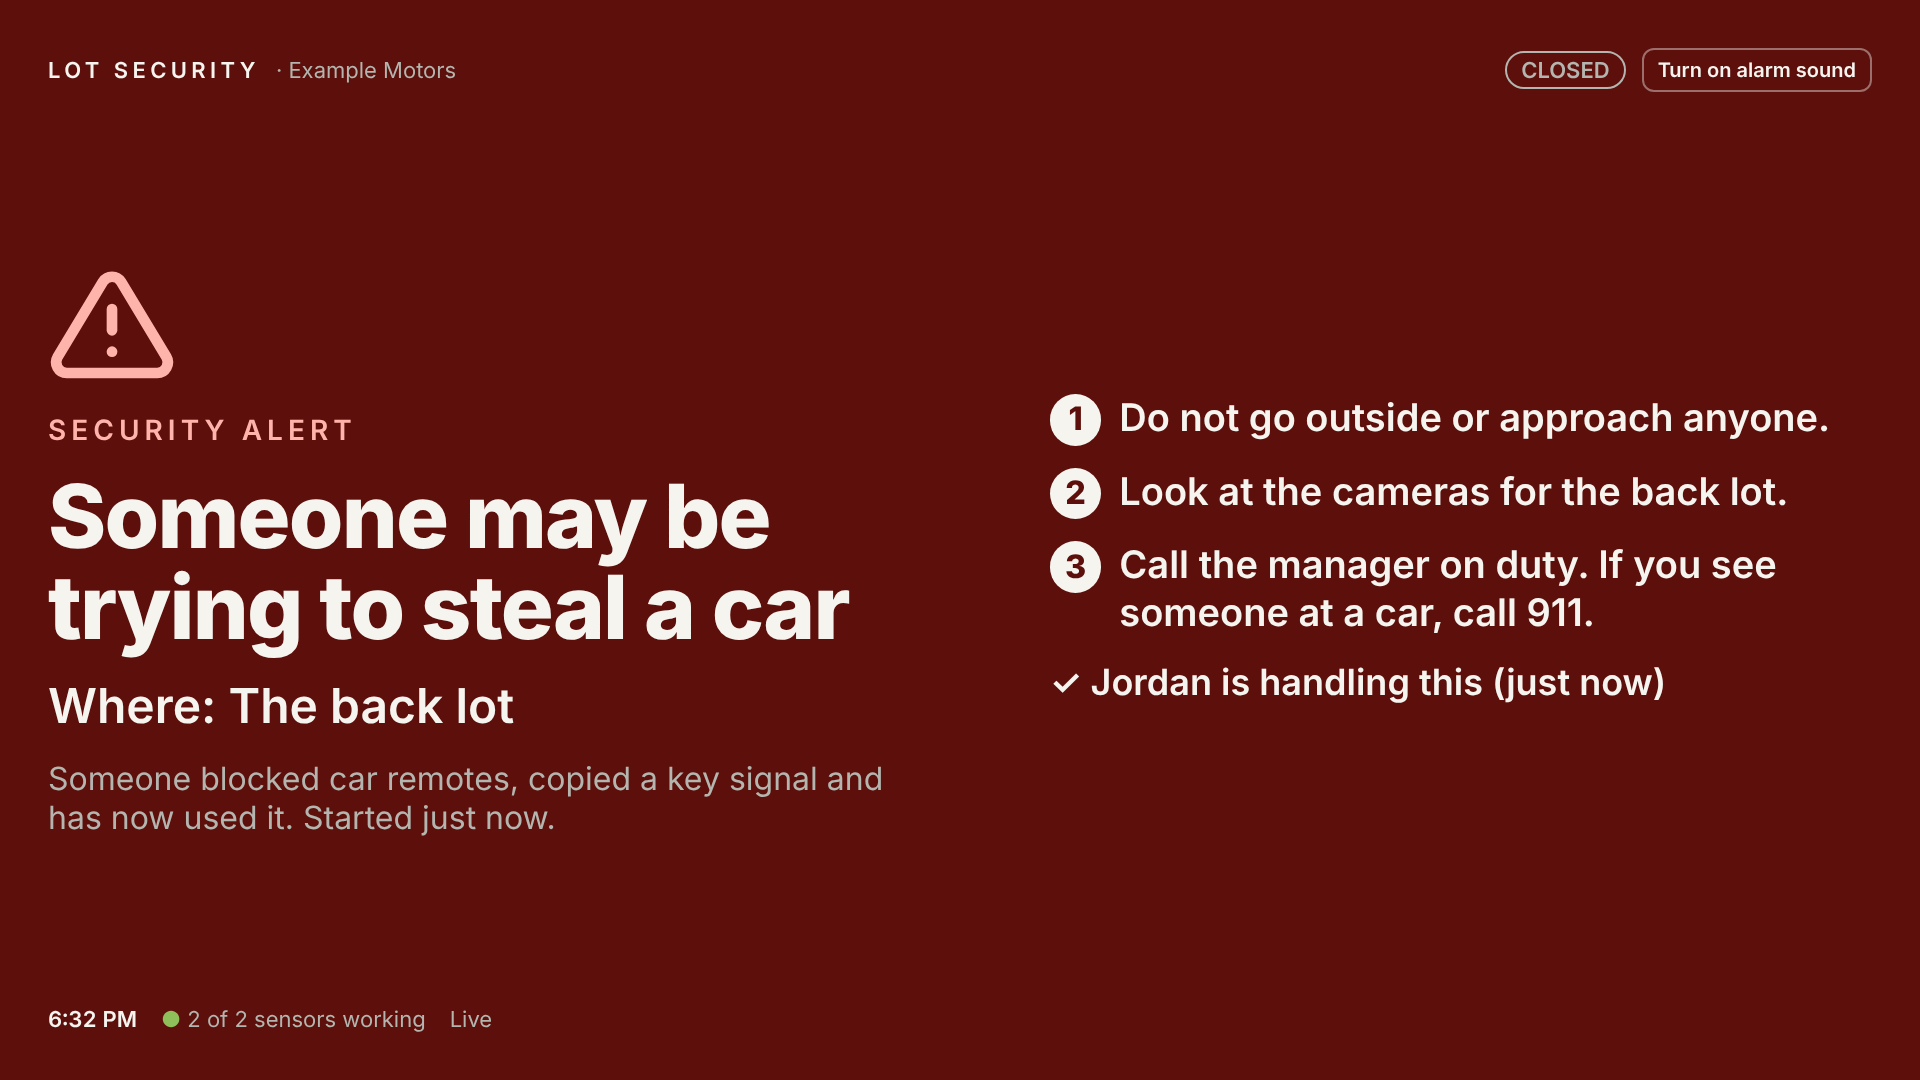 LOT SECURITY · Example Motors
CLOSED
Turn on alarm sound
SECURITY ALERT
Someone may be
trying to steal a car
Where: The back lot
Someone blocked car remotes, copied a key signal and
has now used it. Started just now.
1 Do not go outside or approach anyone.
2 Look at the cameras for the back lot.
3 Call the manager on duty. If you see
someone at a car, call 911.
✓ Jordan is handling this (just now)
6:32 PM 2 of 2 sensors working Live